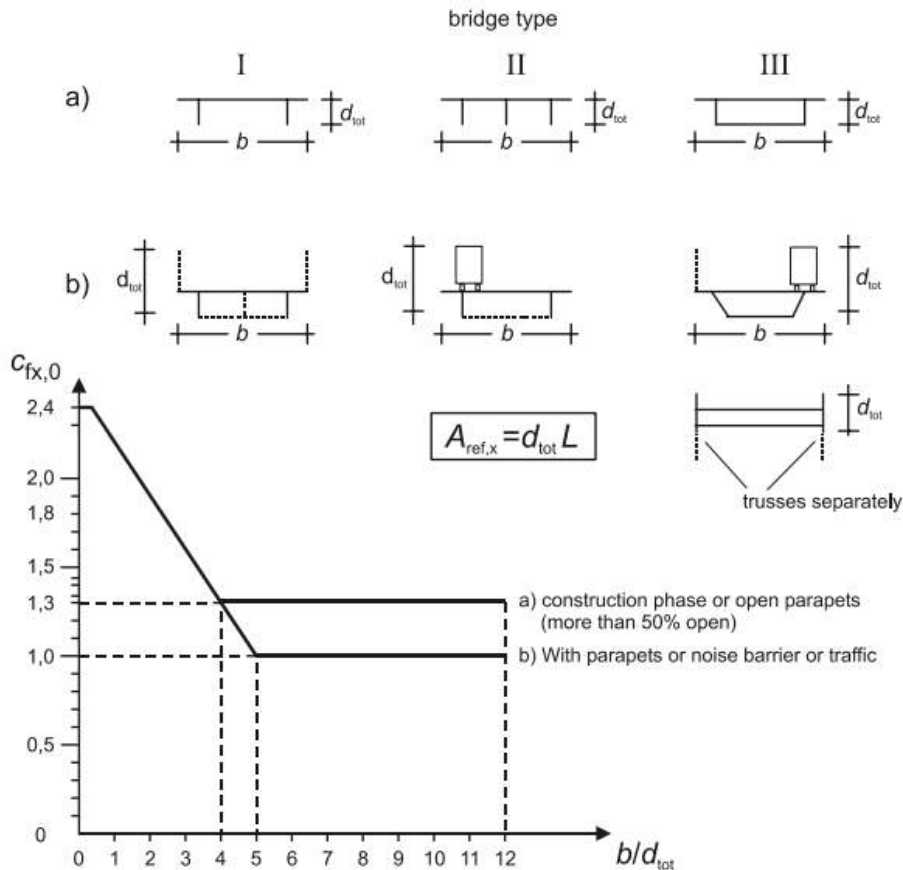 bridge type
I II III
a) d_tot d_tot d_tot
b b b
b) d_tot d_tot d_tot
b b b
c_fx,0
2,4
2,0
1,8
1,5
1,3
1,0
0,5
0
A_ref,x = d_tot L
d_tot
trusses separately
a) construction phase or open parapets
(more than 50% open)
b) With parapets or noise barrier or traffic
0 1 2 3 4 5 6 7 8 9 10 11 12
b/d_tot